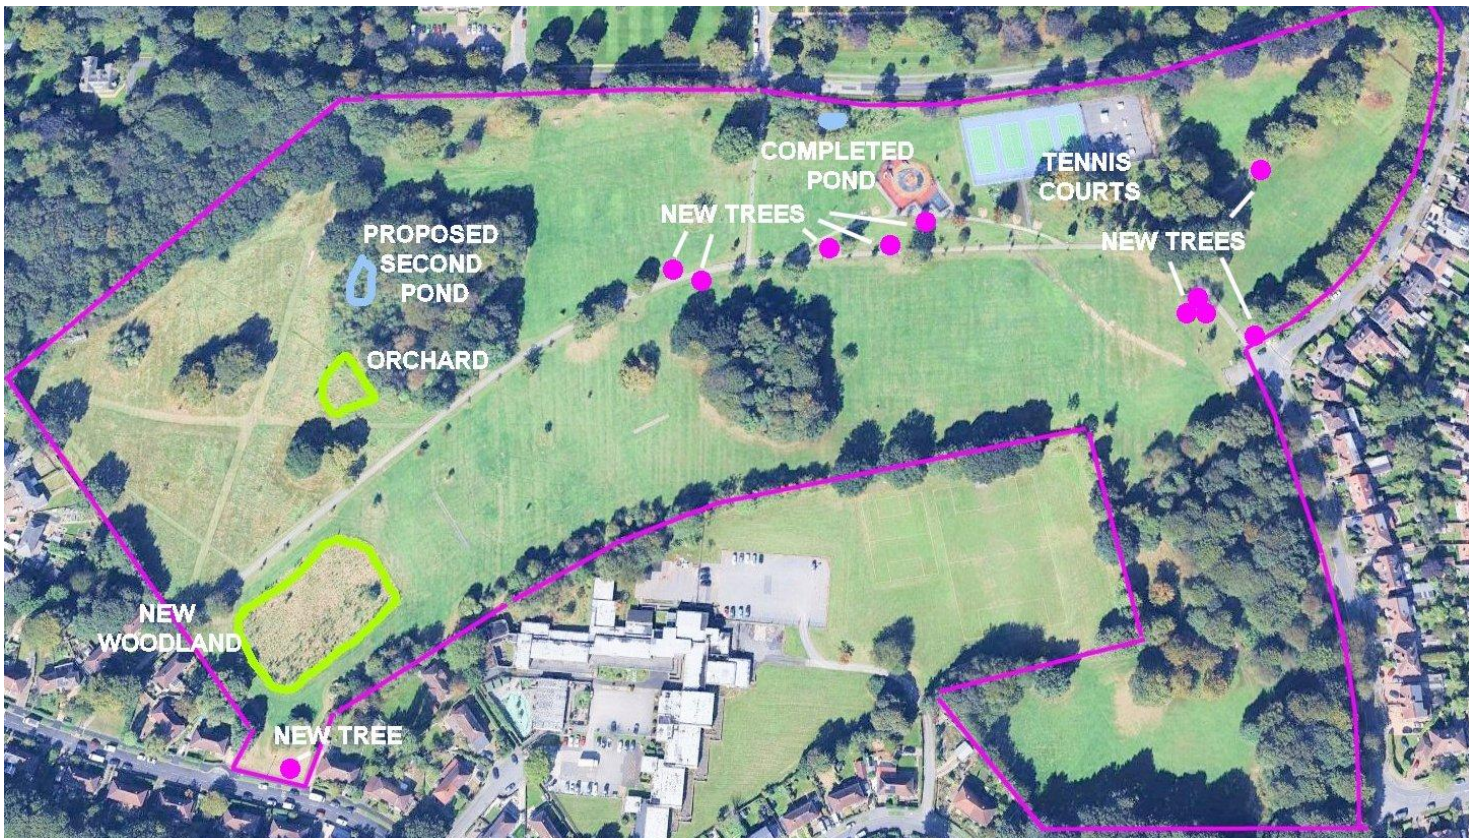 COMPLETED
POND
TENNIS
COURTS
NEW TREES
PROPOSED
SECOND
POND
NEW TREES
ORCHARD
NEW
WOODLAND
NEW TREE